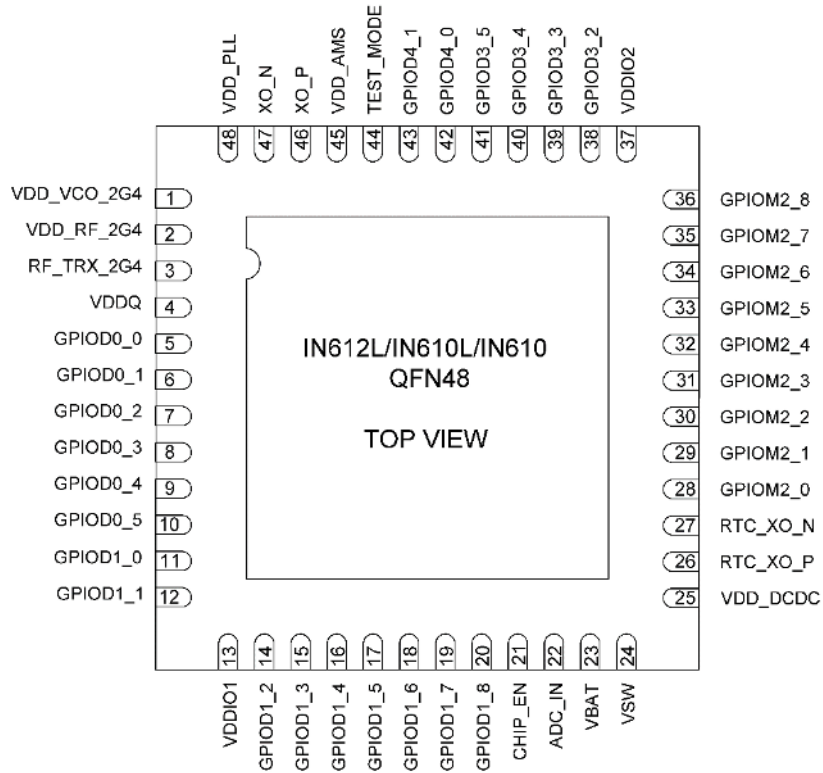 VDD_PLL
XO_N
XO_P
VDD_AMS
TEST_MODE
GPIOD4_1
GPIOD4_0
GPIOD3_5
GPIOD3_4
GPIOD3_3
GPIOD3_2
VDDIO2
48 47 46 45 44 43 42 41 40 39 38 37
VDD_VCO_2G4 1
VDD_RF_2G4 2
RF_TRX_2G4 3
VDDQ 4
GPIOD0_0 5
GPIOD0_1 6
GPIOD0_2 7
GPIOD0_3 8
GPIOD0_4 9
GPIOD0_5 10
GPIOD1_0 11
GPIOD1_1 12
IN612L/IN610L/IN610
QFN48
TOP VIEW
36 GPIOM2_8
35 GPIOM2_7
34 GPIOM2_6
33 GPIOM2_5
32 GPIOM2_4
31 GPIOM2_3
30 GPIOM2_2
29 GPIOM2_1
28 GPIOM2_0
27 RTC_XO_N
26 RTC_XO_P
25 VDD_DCDC
13 14 15 16 17 18 19 20 21 22 23 24
VDDIO1
GPIOD1_2
GPIOD1_3
GPIOD1_4
GPIOD1_5
GPIOD1_6
GPIOD1_7
GPIOD1_8
CHIP_EN
ADC_IN
VBAT
VSW